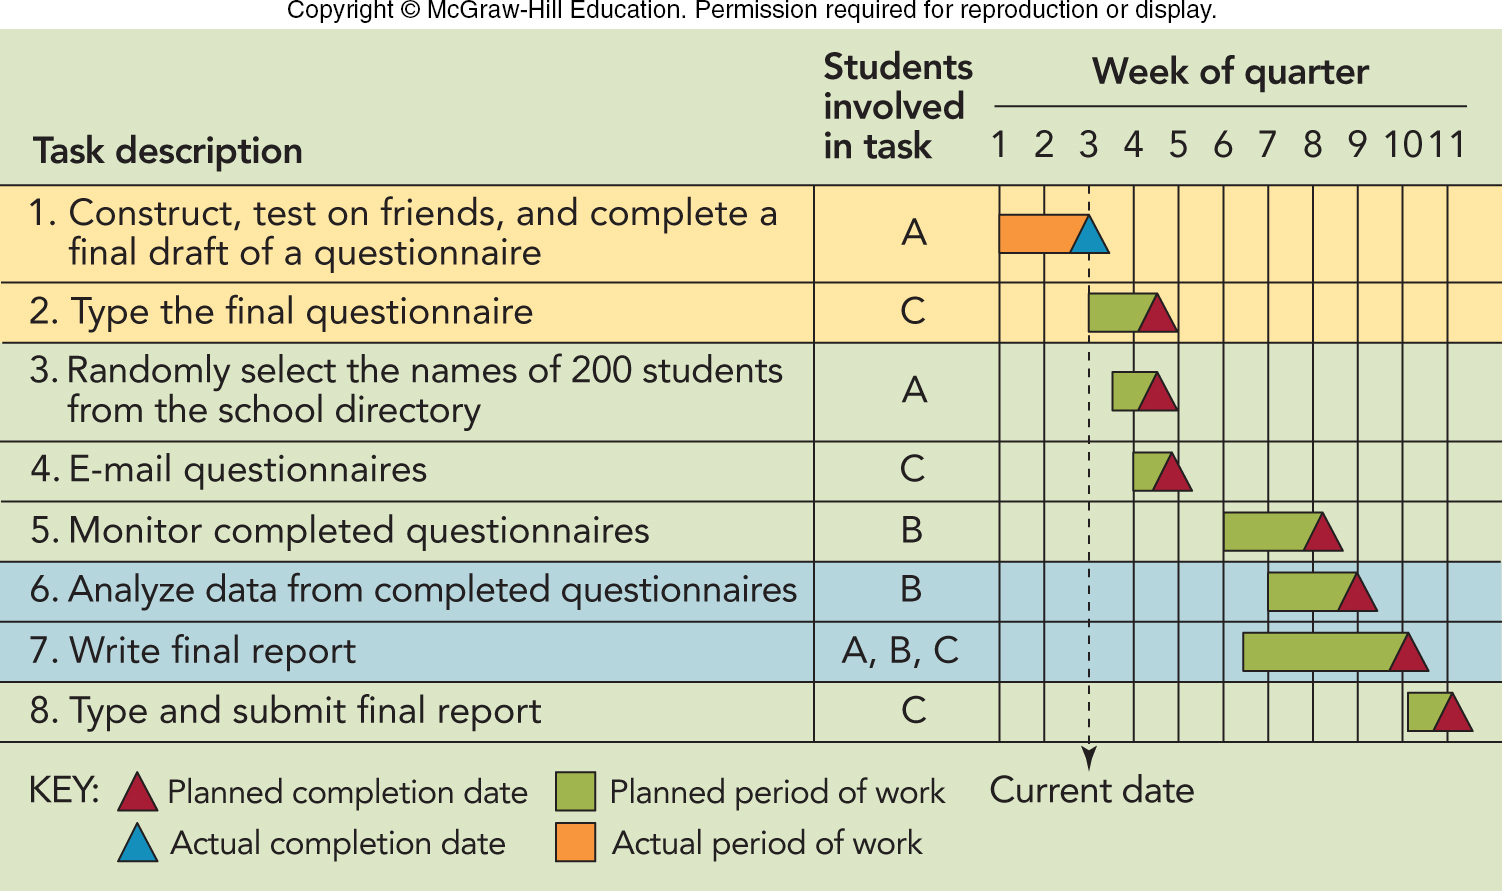 Copyright © McGraw-Hill Education. Permission required for reproduction or display.
Students
involved
in task
Week of quarter
Task description
1 2 3 4 5 6 7 8 9 10 11
1. Construct, test on friends, and complete a
final draft of a questionnaire
A
2. Type the final questionnaire
C
3. Randomly select the names of 200 students
from the school directory
A
4. E-mail questionnaires
C
5. Monitor completed questionnaires
B
6. Analyze data from completed questionnaires
B
7. Write final report
A, B, C
8. Type and submit final report
C
KEY:
Planned completion date
Planned period of work
Current date
Actual completion date
Actual period of work